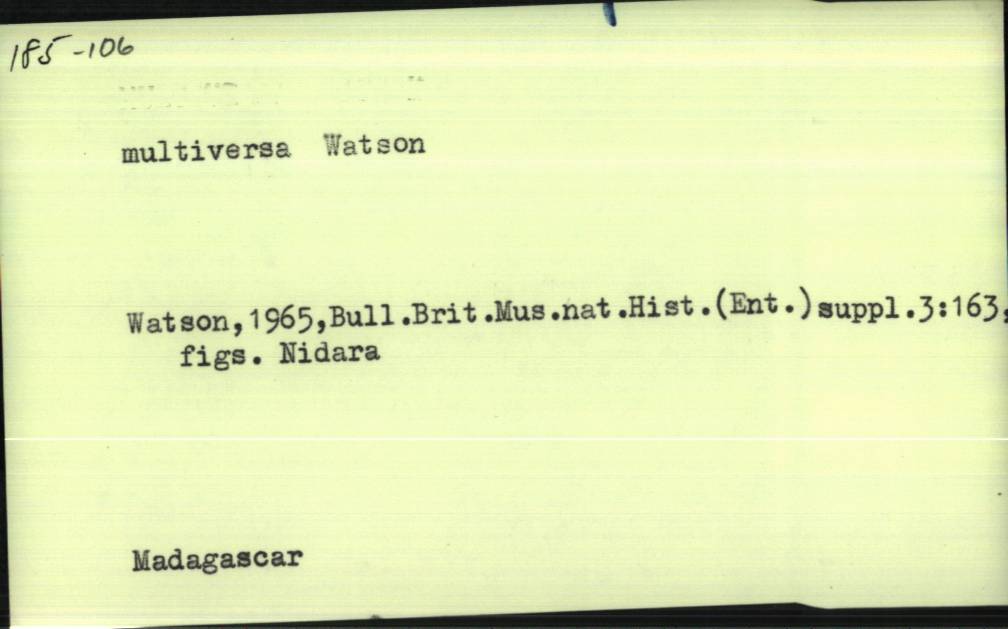 185-106
multiversa Watson
Watson,1965,Bull.Brit.Mus.nat.Hist.(Ent.)suppl.3:163,
figs. Nidara
Madagascar